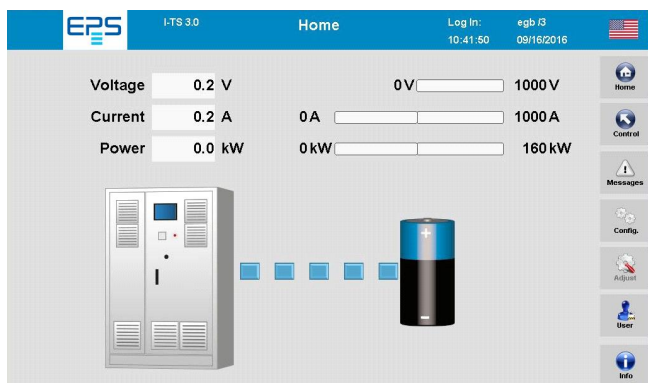 EPS
I-TS 3.0
Home
Log In:
egb /3
10:41:50
09/16/2016
Voltage
0.2 V
0 V
1000 V
Current
0.2 A
0 A
1000 A
Power
0.0 kW
0 kW
160 kW
+
-
Home
Control
Messages
Config.
Adjust
User
Info